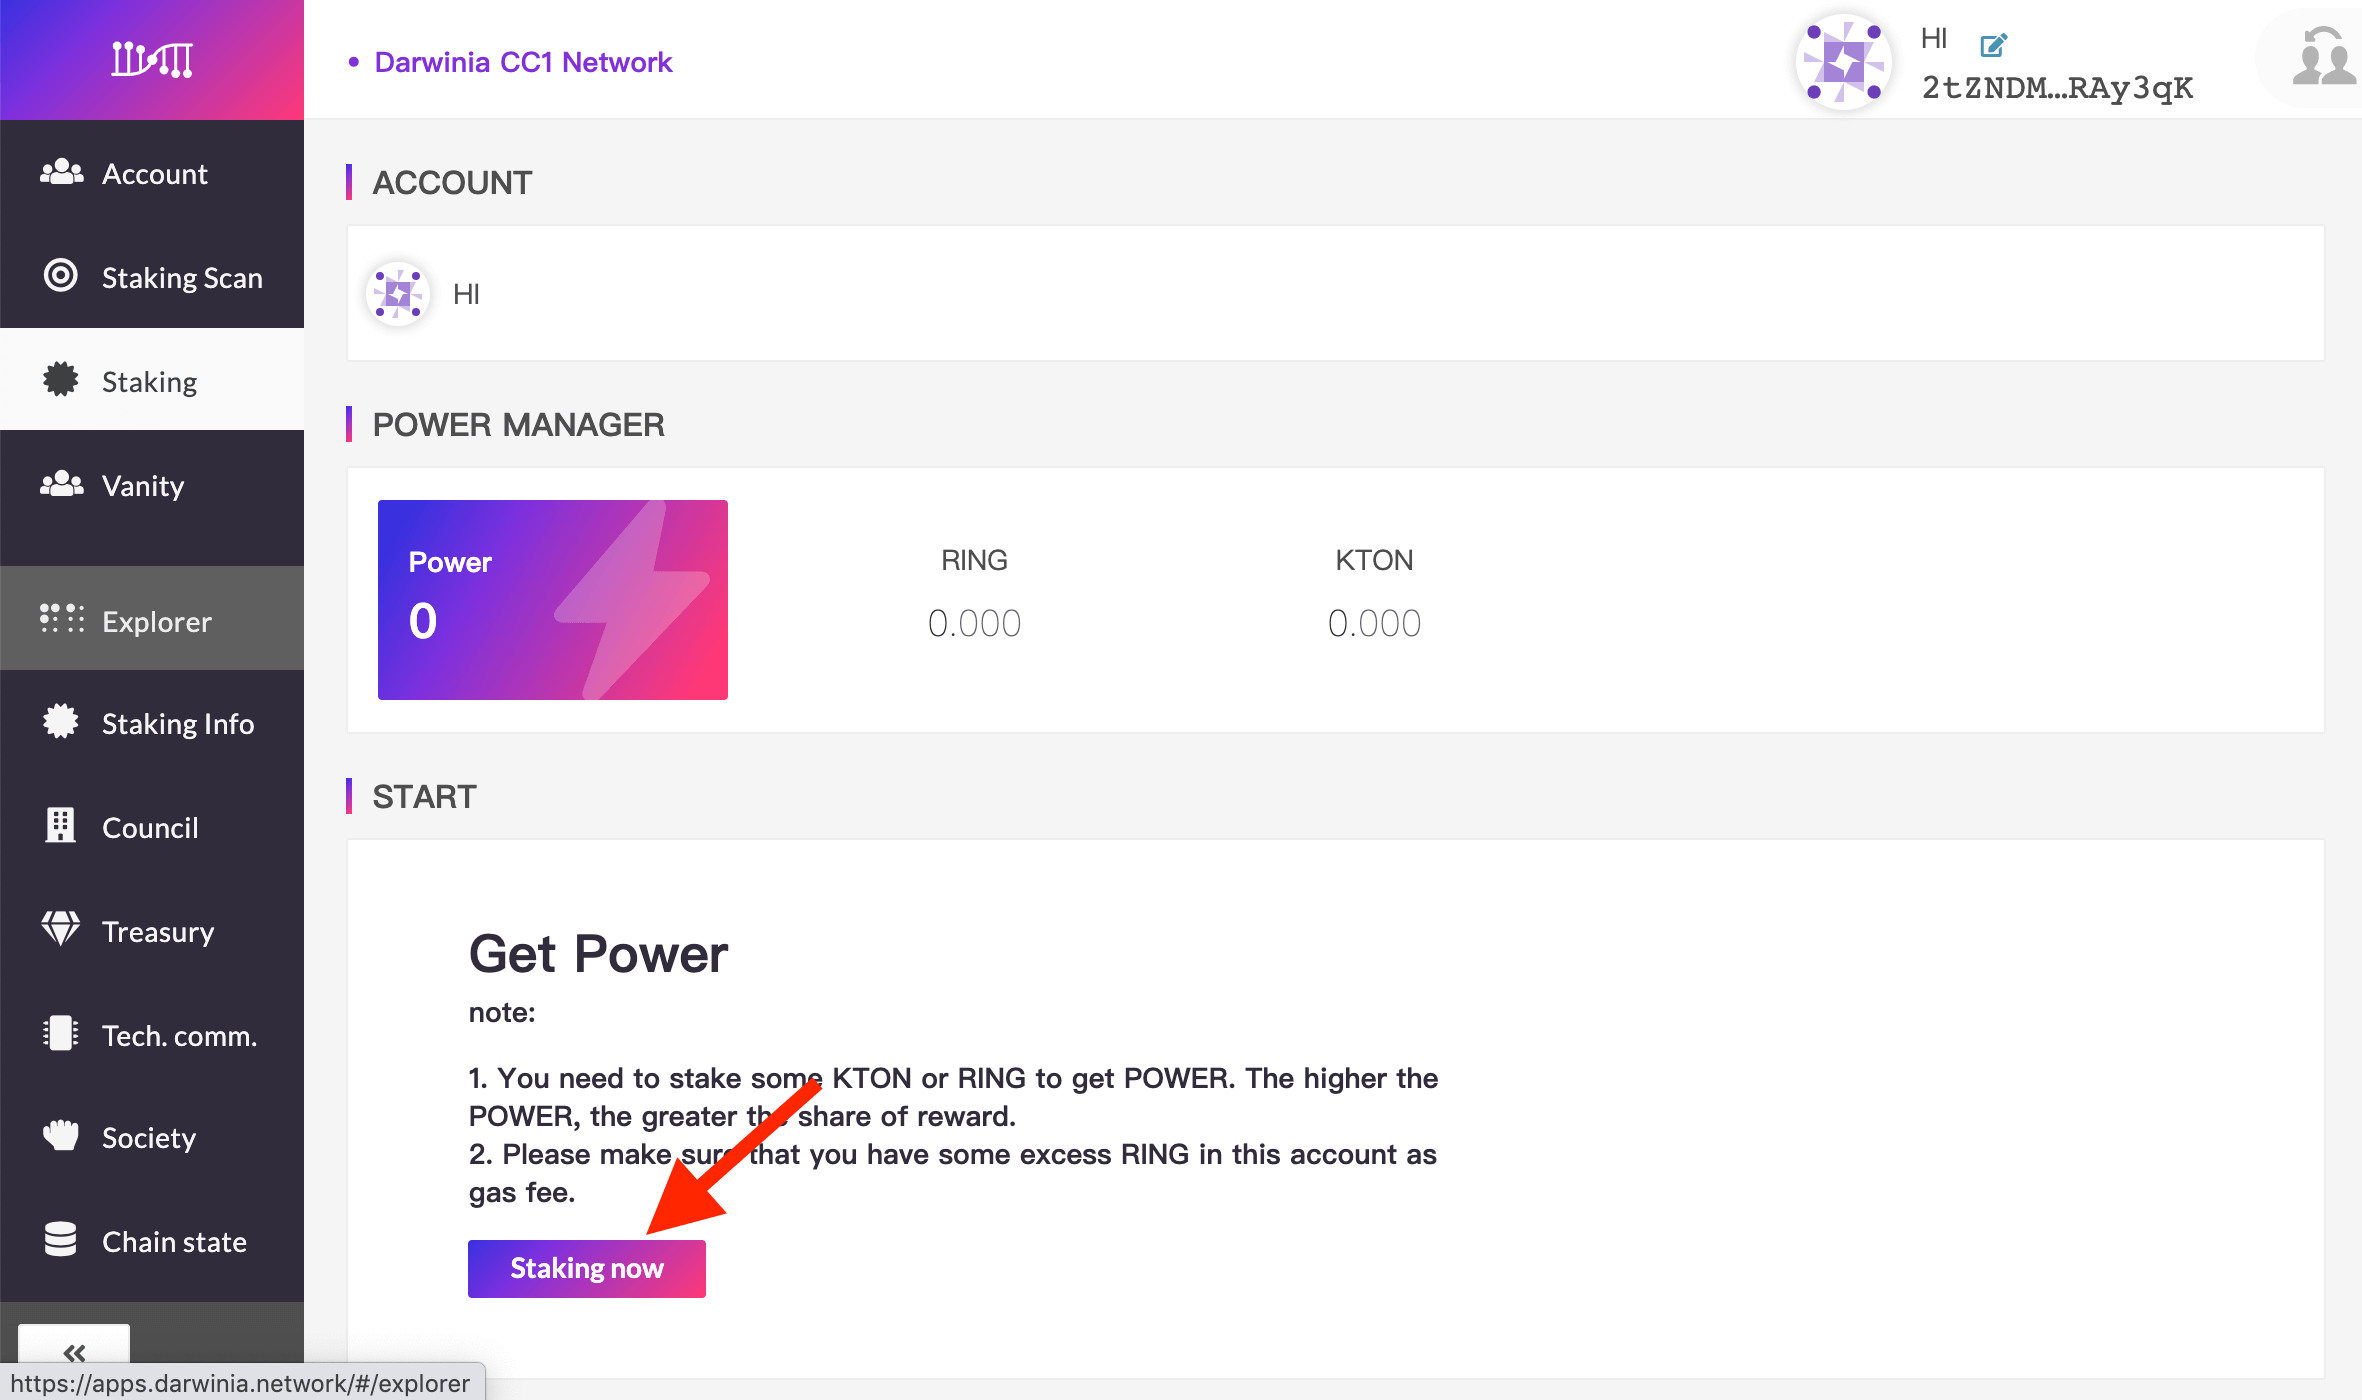 Darwinia CC1 Network
HI
2tZNDM...RAy3qK
Account
Staking Scan
Staking
Vanity
Explorer
Staking Info
Council
Treasury
Tech. comm.
Society
Chain state
ACCOUNT
HI
POWER MANAGER
Power
0
RING
0.000
KTON
0.000
START
Get Power
note:
1. You need to stake some KTON or RING to get POWER. The higher the
POWER, the greater the share of reward.
2. Please make sure that you have some excess RING in this account as
gas fee.
Staking now
https://apps.darwinia.network/#/explorer